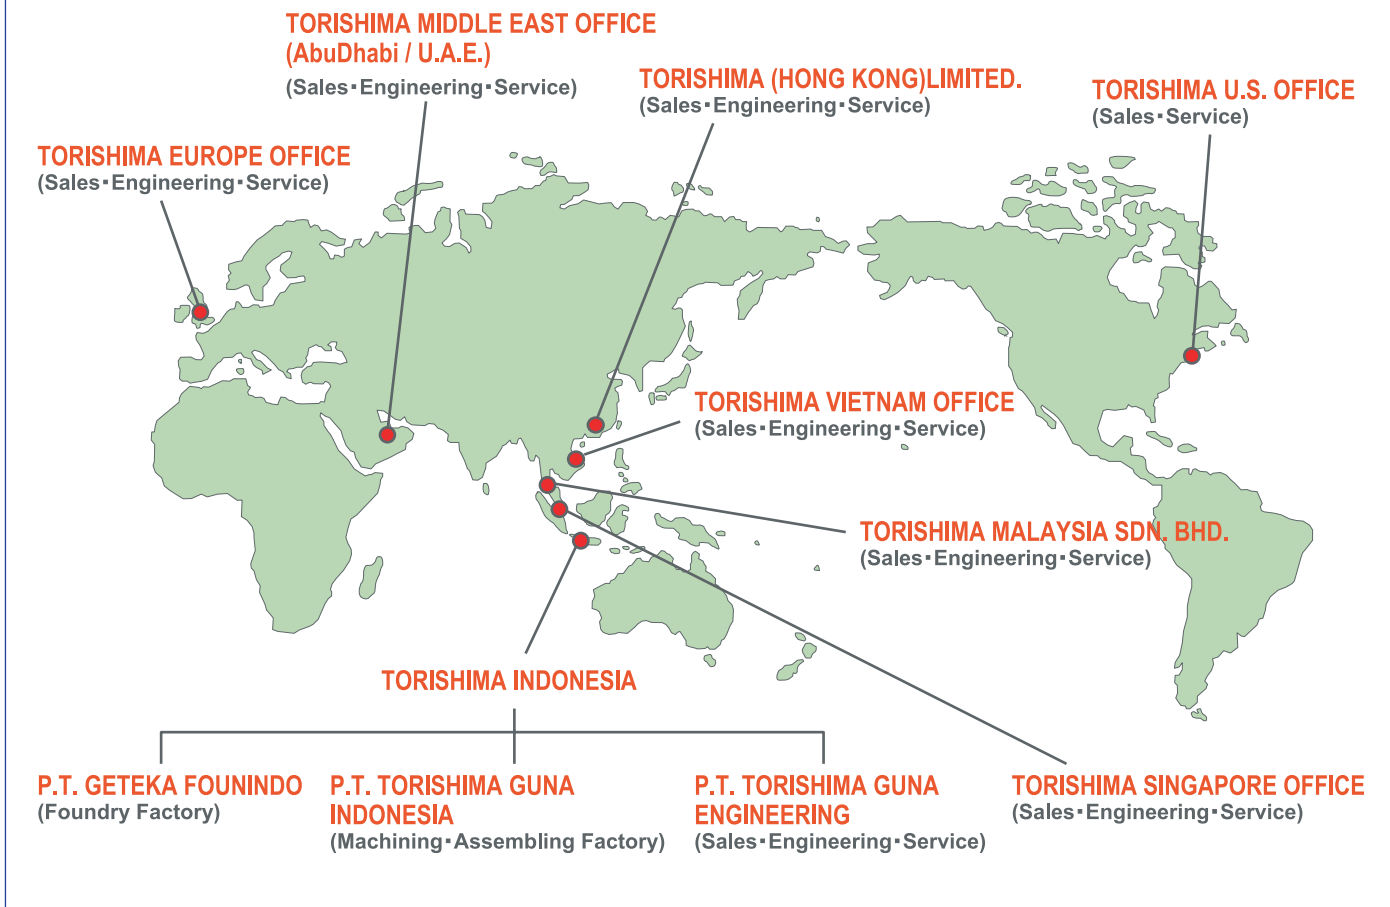 TORISHIMA MIDDLE EAST OFFICE
(AbuDhabi / U.A.E.)
(Sales･Engineering･Service)
TORISHIMA (HONG KONG)LIMITED.
(Sales･Engineering･Service)
TORISHIMA U.S. OFFICE
(Sales･Service)
TORISHIMA EUROPE OFFICE
(Sales･Engineering･Service)
TORISHIMA VIETNAM OFFICE
(Sales･Engineering･Service)
TORISHIMA MALAYSIA SDN. BHD.
(Sales･Engineering･Service)
TORISHIMA INDONESIA
P.T. GETEKA FOUNINDO
(Foundry Factory)
P.T. TORISHIMA GUNA
INDONESIA
(Machining･Assembling Factory)
P.T. TORISHIMA GUNA
ENGINEERING
(Sales･Engineering･Service)
TORISHIMA SINGAPORE OFFICE
(Sales･Engineering･Service)